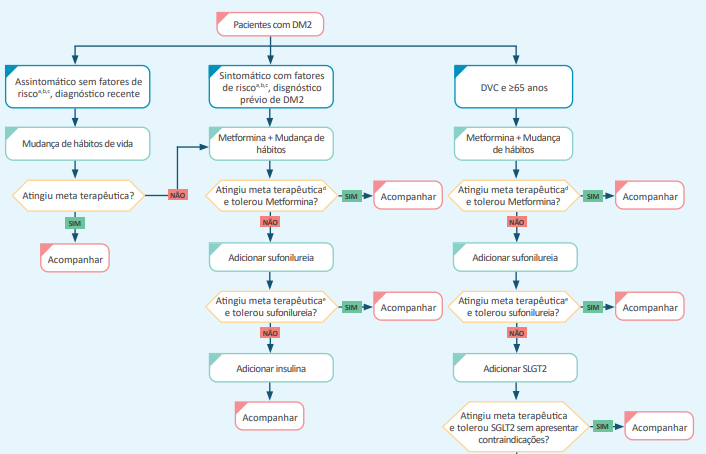 Pacientes com DM2
Assintomático sem fatores de
riscoᵃ,ᵇ,ᶜ, diagnóstico recente
Sintomático com fatores
de riscoᵃ,ᵇ,ᶜ, disgnóstico
prévio de DM2
DVC e ≥65 anos
Mudança de hábitos de vida
Metformina + Mudança de
hábitos
Metformina + Mudança
de hábitos
Atingiu meta terapêutica?
NÃO
Atingiu meta terapêuticaᵈ
e tolerou Metformina?
SIM
Acompanhar
Atingiu meta terapêuticaᵈ
e tolerou Metformina?
SIM
Acompanhar
SIM
NÃO
NÃO
Acompanhar
Adicionar sufonilureia
Adicionar sufonilureia
Atingiu meta terapêuticaᵉ
e tolerou sufonilureia?
SIM
Acompanhar
Atingiu meta terapêuticaᵉ
e tolerou sufonilureia?
SIM
Acompanhar
NÃO
NÃO
Adicionar insulina
Adicionar SLGT2
Acompanhar
Atingiu meta terapêutica
e tolerou SGLT2 sem apresentar
contraindicações?
SIM
Acompanhar